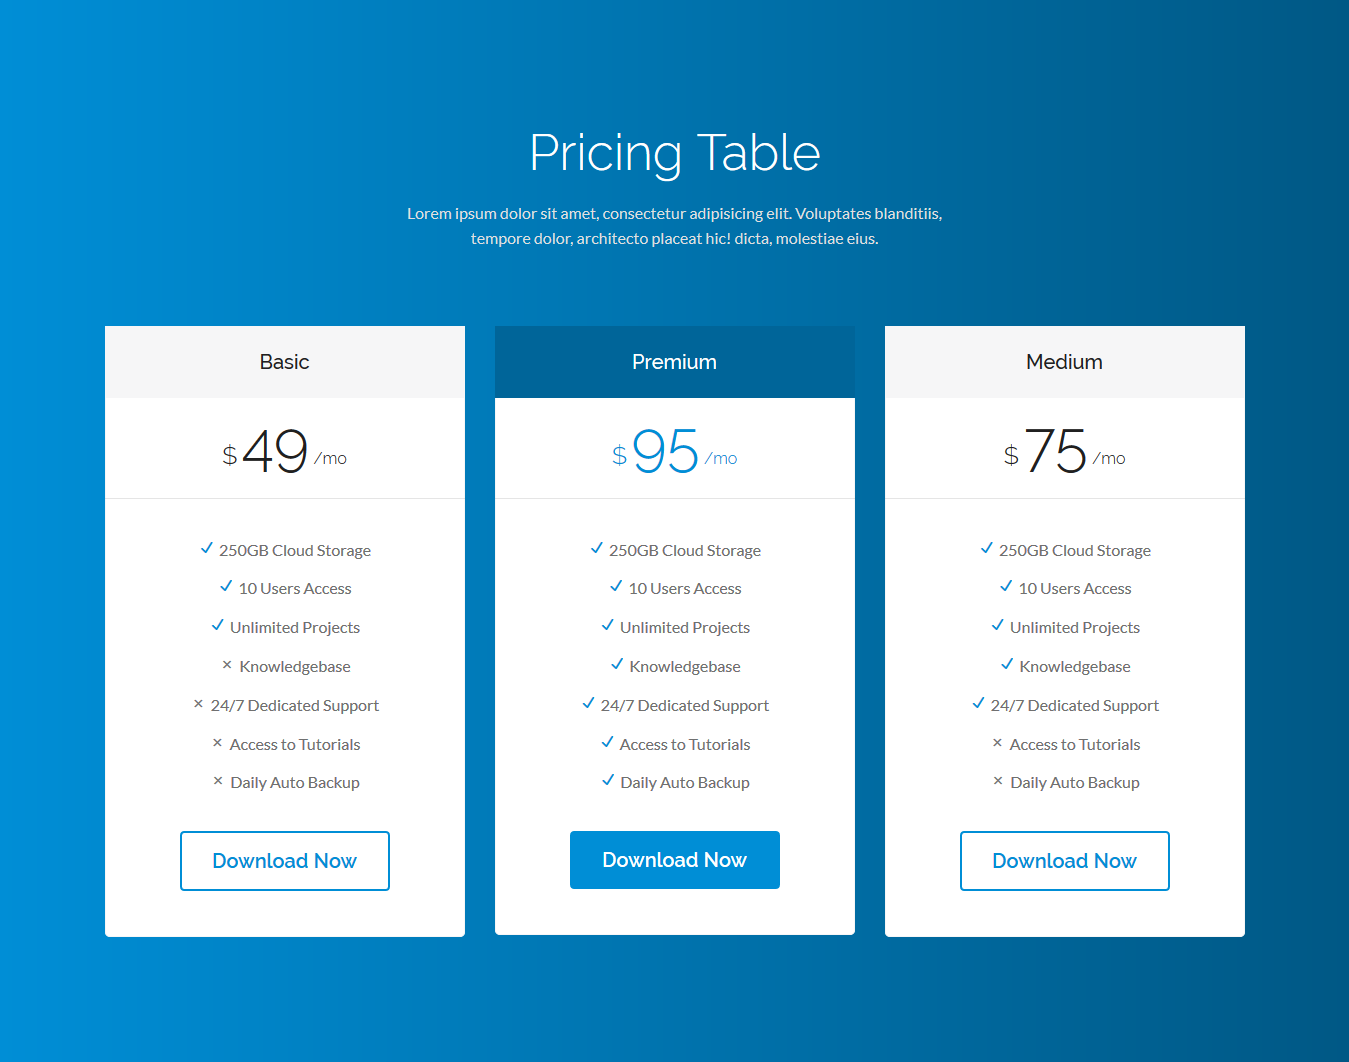 Pricing Table
Lorem ipsum dolor sit amet, consectetur adipisicing elit. Voluptates blanditiis,
tempore dolor, architecto placeat hic! dicta, molestiae eius.
Basic
$49 /mo
250GB Cloud Storage
10 Users Access
Unlimited Projects
Knowledgebase
24/7 Dedicated Support
Access to Tutorials
Daily Auto Backup
Download Now
Premium
$95 /mo
250GB Cloud Storage
10 Users Access
Unlimited Projects
Knowledgebase
24/7 Dedicated Support
Access to Tutorials
Daily Auto Backup
Download Now
Medium
$75 /mo
250GB Cloud Storage
10 Users Access
Unlimited Projects
Knowledgebase
24/7 Dedicated Support
Access to Tutorials
Daily Auto Backup
Download Now